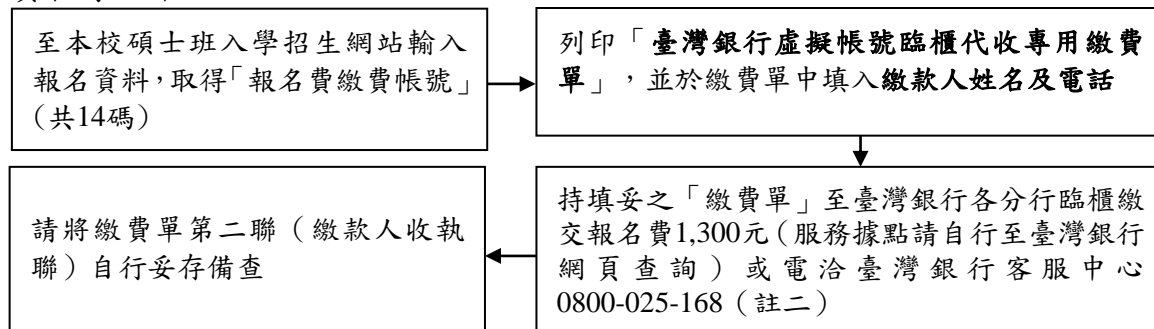 至本校碩士班入學招生網站輸入
報名資料，取得「報名費繳費帳號」
（共14碼）
列印「臺灣銀行虛擬帳號臨櫃代收專用繳費
單」，並於繳費單中填入繳款人姓名及電話
持填妥之「繳費單」至臺灣銀行各分行臨櫃繳
交報名費1,300元（服務據點請自行至臺灣銀行
網頁查詢）或電洽臺灣銀行客服中心
0800-025-168（註二）
請將繳費單第二聯（繳款人收執
聯）自行妥存備查